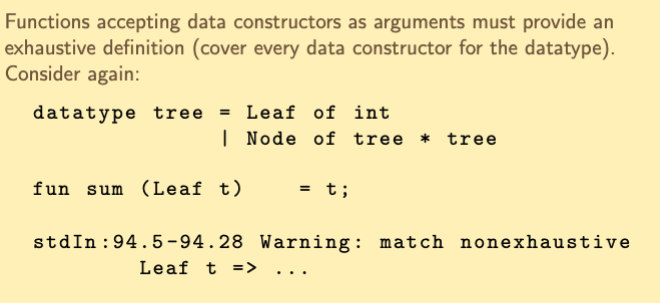 Functions accepting data constructors as arguments must provide an
exhaustive definition (cover every data constructor for the datatype).
Consider again:
datatype tree = Leaf of int
| Node of tree * tree
fun sum (Leaf t) = t;
stdIn:94.5-94.28 Warning: match nonexhaustive
Leaf t => ...